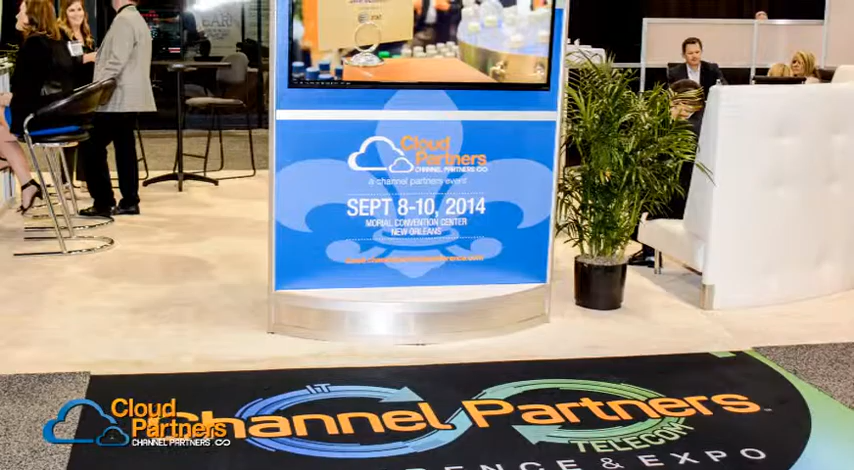 Cloud
Partners
CHANNEL PARTNERS
a channel partners event
SEPT 8-10, 2014
MORIAL CONVENTION CENTER
NEW ORLEANS
IT
Channel Partners
TELECOM
& EXPO
Cloud
Partners
CHANNEL PARTNERS